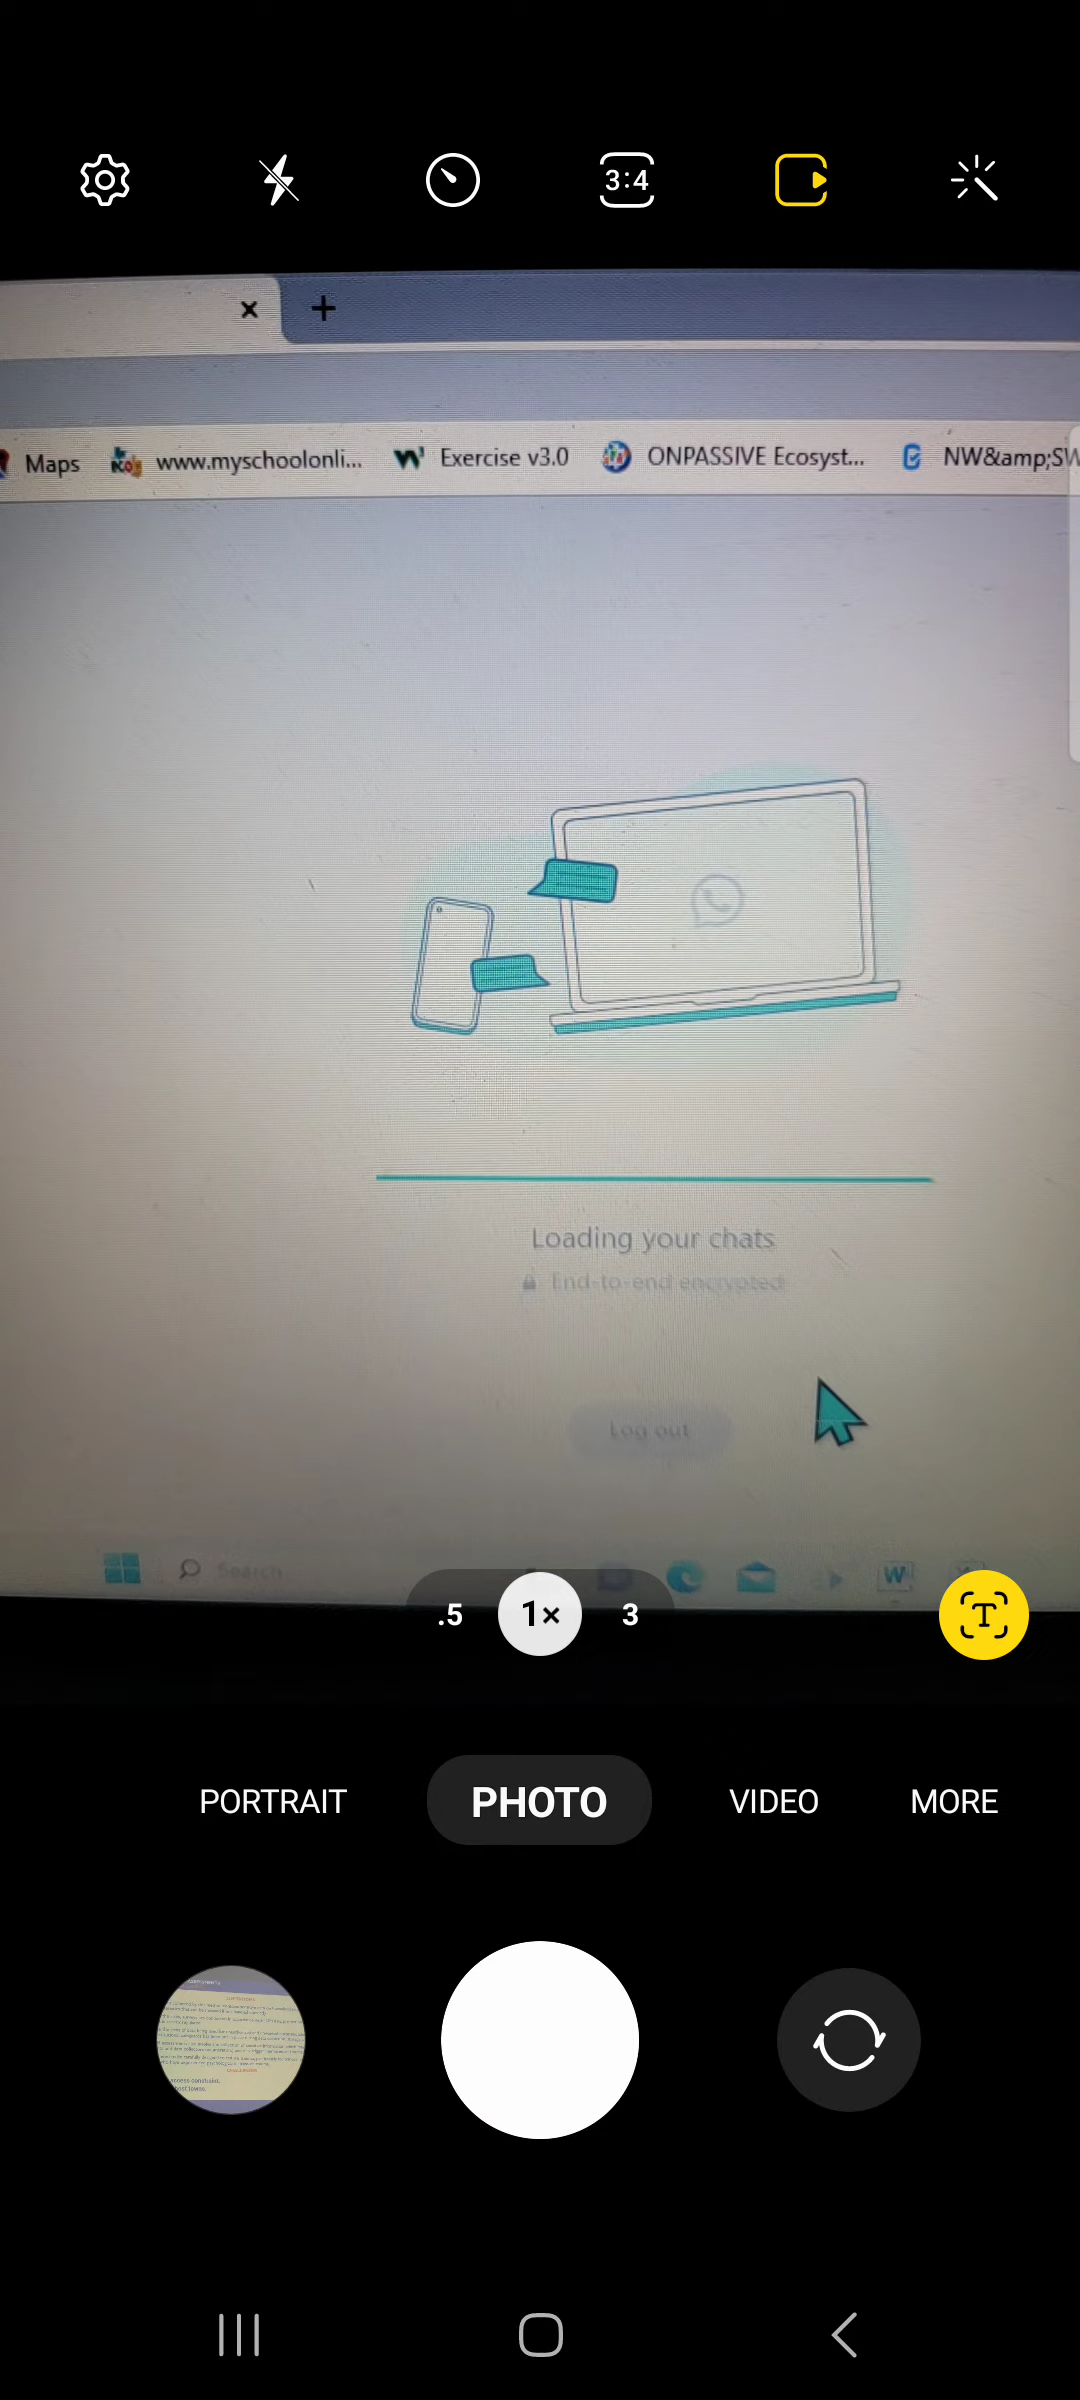 3:4
Maps www.myschoolonli... Exercise v3.0 ONPASSIVE Ecosyst... NW&amp;SW
Loading your chats
End-to-end encrypted
Log out
Search
W
.5 1× 3
T
PORTRAIT PHOTO VIDEO MORE